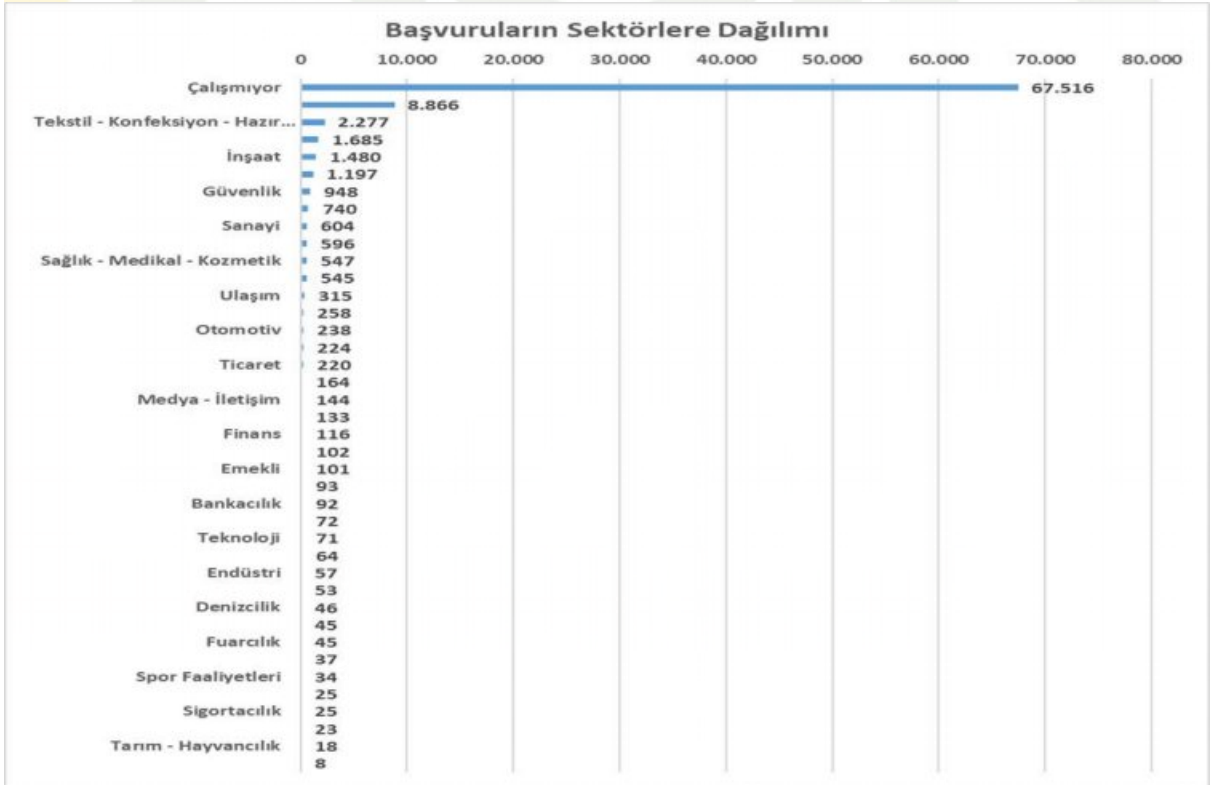 Başvuruların Sektörlere Dağılımı
0 10.000 20.000 30.000 40.000 50.000 60.000 70.000 80.000
Çalışmıyor 67.516
8.866
Tekstil - Konfeksiyon - Hazır... 2.277
1.685
İnşaat 1.480
1.197
Güvenlik 948
740
Sanayi 604
596
Sağlık - Medikal - Kozmetik 547
545
Ulaşım 315
258
Otomotiv 238
224
Ticaret 220
164
Medya - İletişim 144
133
Finans 116
102
Emekli 101
93
Bankacılık 92
72
Teknoloji 71
64
Endüstri 57
53
Denizcilik 46
45
Fuarcılık 45
37
Spor Faaliyetleri 34
25
Sigortacılık 25
23
Tarım - Hayvancılık 18
8